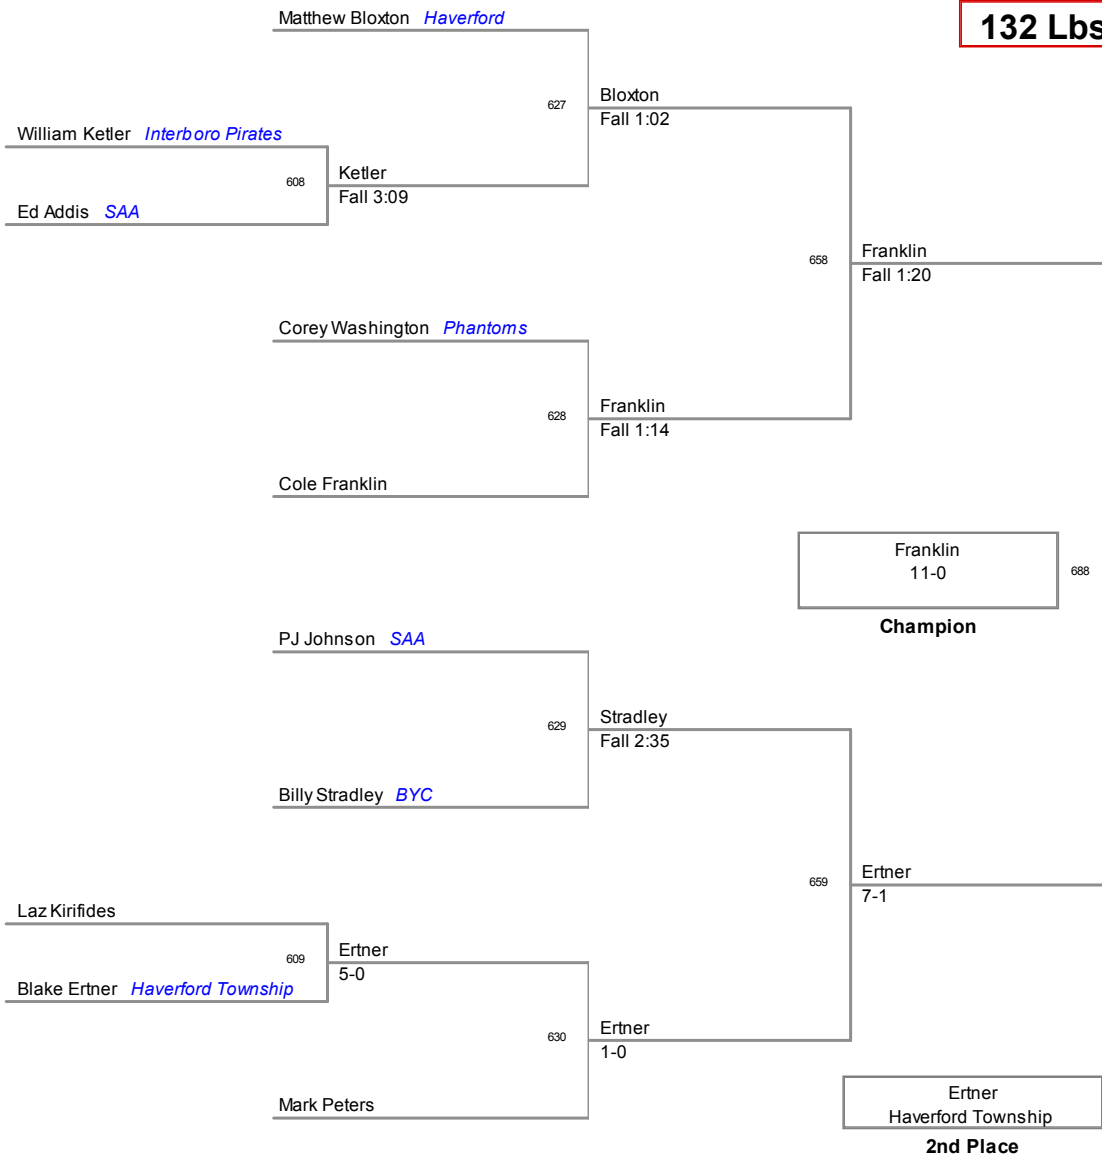 Matthew Bloxton Haverford
132 Lbs
627
Bloxton
Fall 1:02
William Ketler Interboro Pirates
608
Ketler
Fall 3:09
Ed Addis SAA
658
Franklin
Fall 1:20
Corey Washington Phantoms
628
Franklin
Fall 1:14
Cole Franklin
Franklin
11-0
688
Champion
PJ Johnson SAA
629
Stradley
Fall 2:35
Billy Stradley BYC
659
Ertner
7-1
Laz Kirifides
609
Ertner
5-0
Blake Ertner Haverford Township
630
Ertner
1-0
Mark Peters
Ertner
Haverford Township
2nd Place